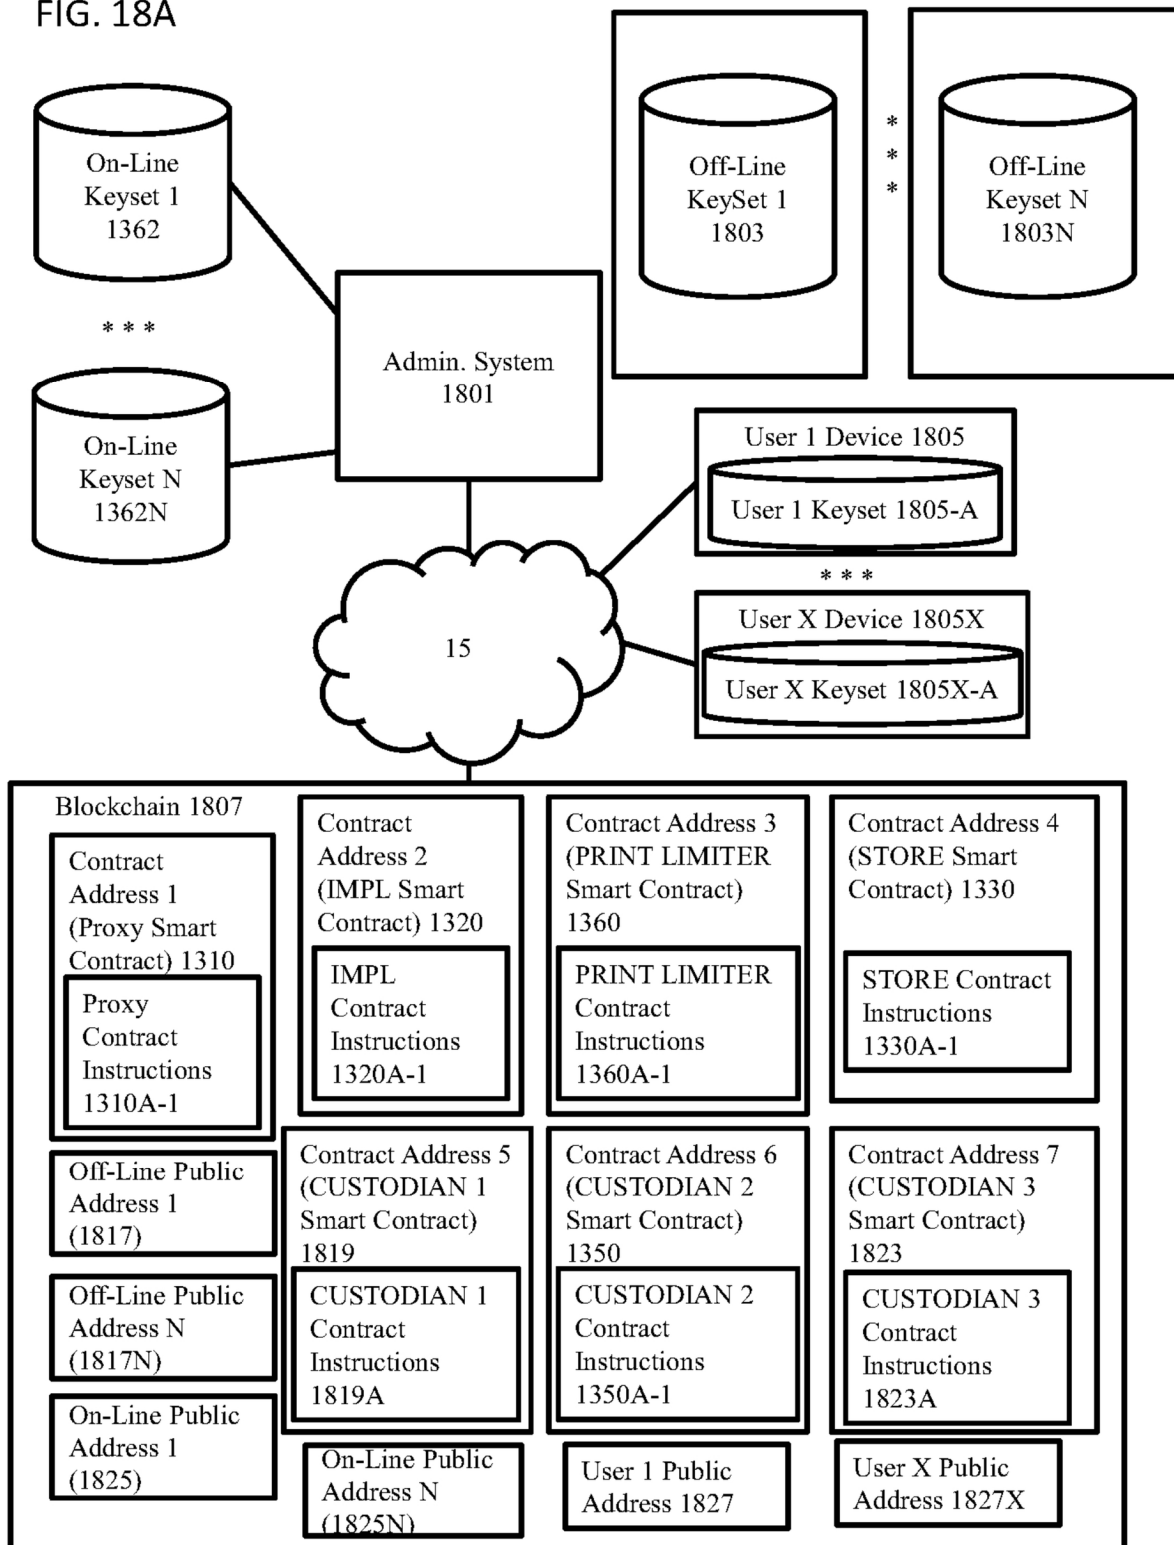 FIG. 18A
On-Line
Keyset 1
1362
* * *
On-Line
Keyset N
1362N
Admin. System
1801
Off-Line
KeySet 1
1803
*
*
*
Off-Line
Keyset N
1803N
User 1 Device 1805
User 1 Keyset 1805-A
* * *
User X Device 1805X
User X Keyset 1805X-A
15
Blockchain 1807
Contract
Address 1
(Proxy Smart
Contract) 1310
Proxy
Contract
Instructions
1310A-1
Contract
Address 2
(IMPL Smart
Contract) 1320
IMPL
Contract
Instructions
1320A-1
Contract Address 3
(PRINT LIMITER
Smart Contract)
1360
PRINT LIMITER
Contract
Instructions
1360A-1
Contract Address 4
(STORE Smart
Contract) 1330
STORE Contract
Instructions
1330A-1
Off-Line Public
Address 1
(1817)
Off-Line Public
Address N
(1817N)
On-Line Public
Address 1
(1825)
Contract Address 5
(CUSTODIAN 1
Smart Contract)
1819
CUSTODIAN 1
Contract
Instructions
1819A
Contract Address 6
(CUSTODIAN 2
Smart Contract)
1350
CUSTODIAN 2
Contract
Instructions
1350A-1
Contract Address 7
(CUSTODIAN 3
Smart Contract)
1823
CUSTODIAN 3
Contract
Instructions
1823A
On-Line Public
Address N
(1825N)
User 1 Public
Address 1827
User X Public
Address 1827X